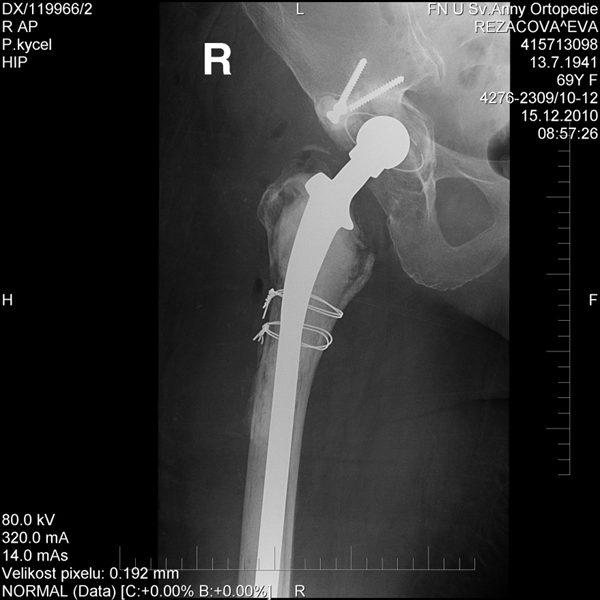 DX/119966/2
R AP
P.kycel
HIP
L
FN U Sv.Anny Ortopedie
REZACOVA^EVA
415713098
13.7.1941
69Y F
4276-2309/10-12
15.12.2010
08:57:26
R
H
F
80.0 kV
320.0 mA
14.0 mAs
Velikost pixelu: 0.192 mm
NORMAL (Data) [C:+0.00% B:+0.00%]
R